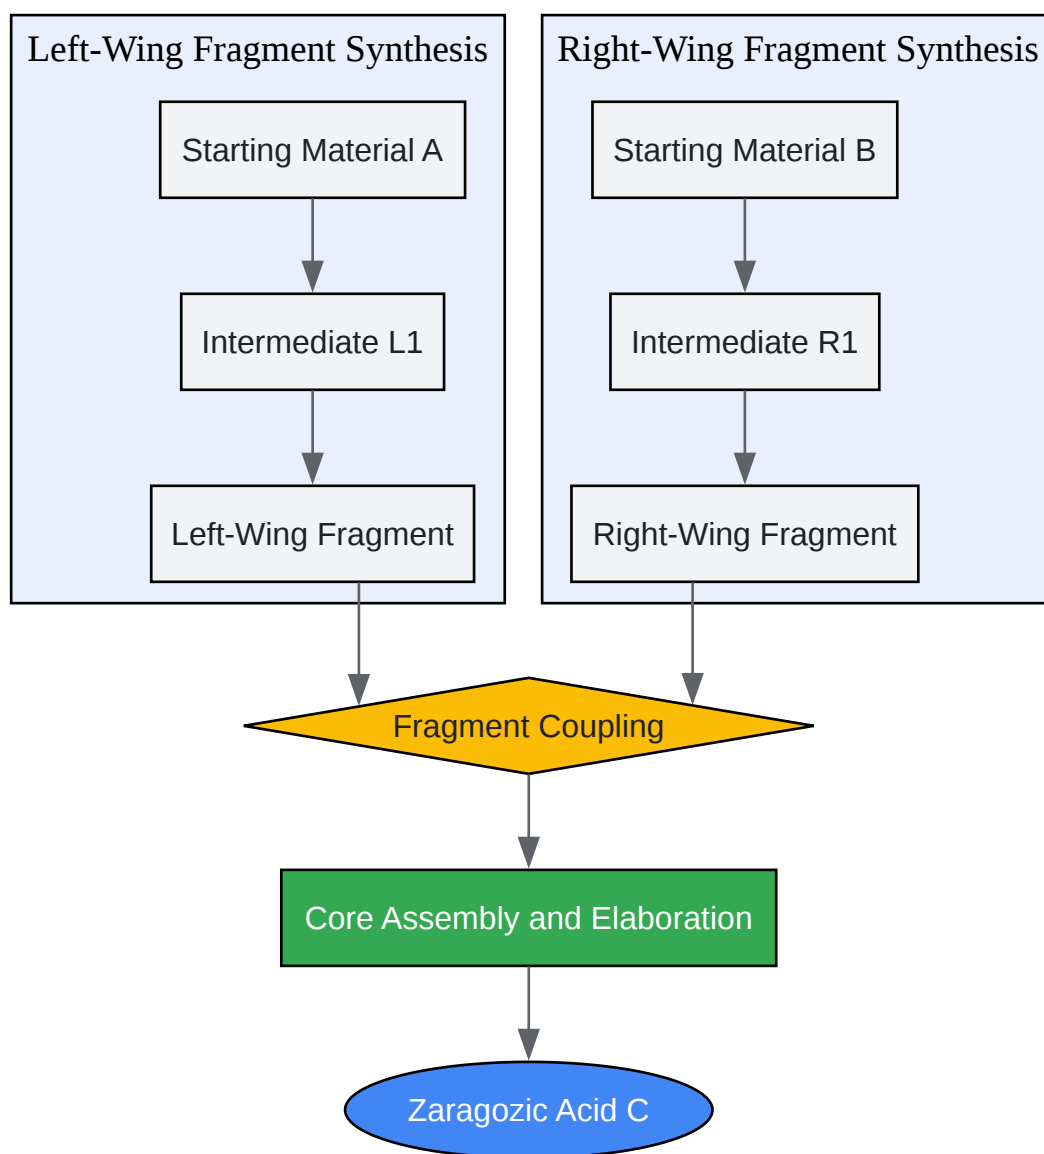 Left-Wing Fragment Synthesis
Starting Material A
Intermediate L1
Left-Wing Fragment
Right-Wing Fragment Synthesis
Starting Material B
Intermediate R1
Right-Wing Fragment
Fragment Coupling
Core Assembly and Elaboration
Zaragozic Acid C